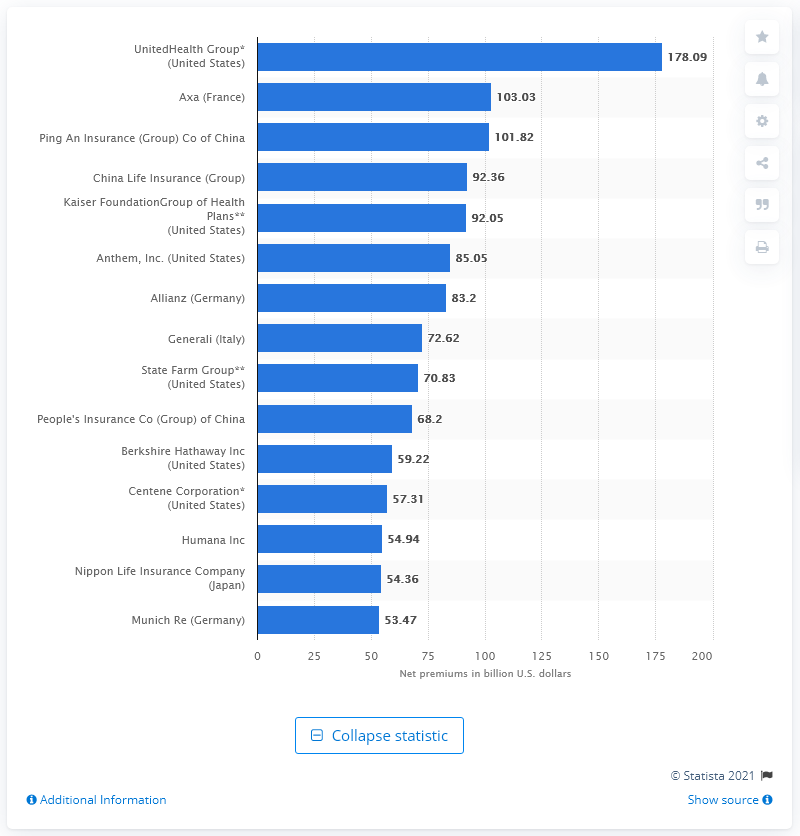 UnitedHealth Group*
(United States)
178.09
Axa (France)
103.03
Ping An Insurance (Group) Co of China
101.82
China Life Insurance (Group)
92.36
Kaiser FoundationGroup of Health
Plans**
(United States)
92.05
Anthem, Inc. (United States)
85.05
Allianz (Germany)
83.2
Generali (Italy)
72.62
State Farm Group**
(United States)
70.83
People's Insurance Co (Group) of China
68.2
Berkshire Hathaway Inc
(United States)
59.22
Centene Corporation*
(United States)
57.31
Humana Inc
54.94
Nippon Life Insurance Company
(Japan)
54.36
Munich Re (Germany)
53.47
0 25 50 75 100 125 150 175 200
Net premiums in billion U.S. dollars
Collapse statistic
© Statista 2021
Additional Information
Show source